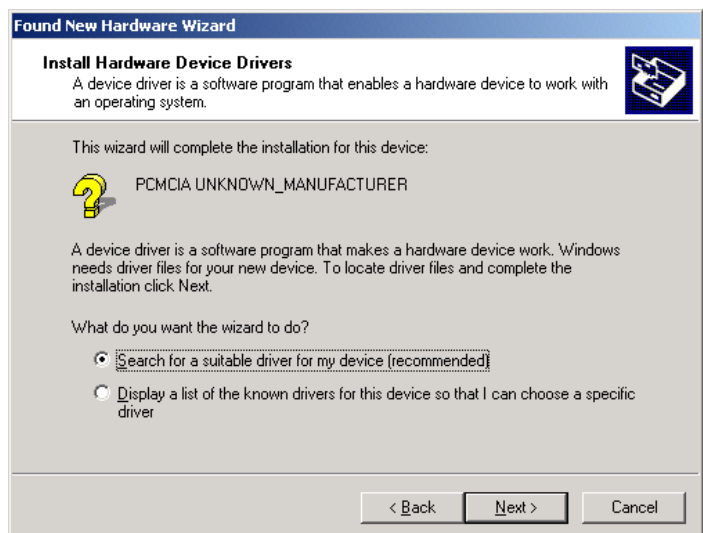 Found New Hardware Wizard
Install Hardware Device Drivers
A device driver is a software program that enables a hardware device to work with
an operating system.
This wizard will complete the installation for this device:
PCMCIA UNKNOWN_MANUFACTURER
A device driver is a software program that makes a hardware device work. Windows
needs driver files for your new device. To locate driver files and complete the
installation click Next.
What do you want the wizard to do?
Search for a suitable driver for my device (recommended)
Display a list of the known drivers for this device so that I can choose a specific
driver
< Back Next > Cancel